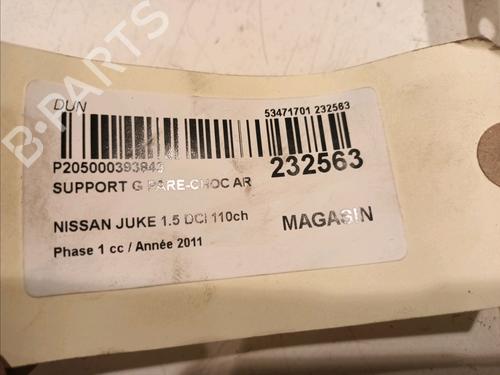 B-PARTS
DUN
53471701 232563
P205000393943
232563
SUPPORT G PARE-CHOC AR
NISSAN JUKE 1.5 DCI 110ch
MAGASIN
Phase 1 cc / Année 2011